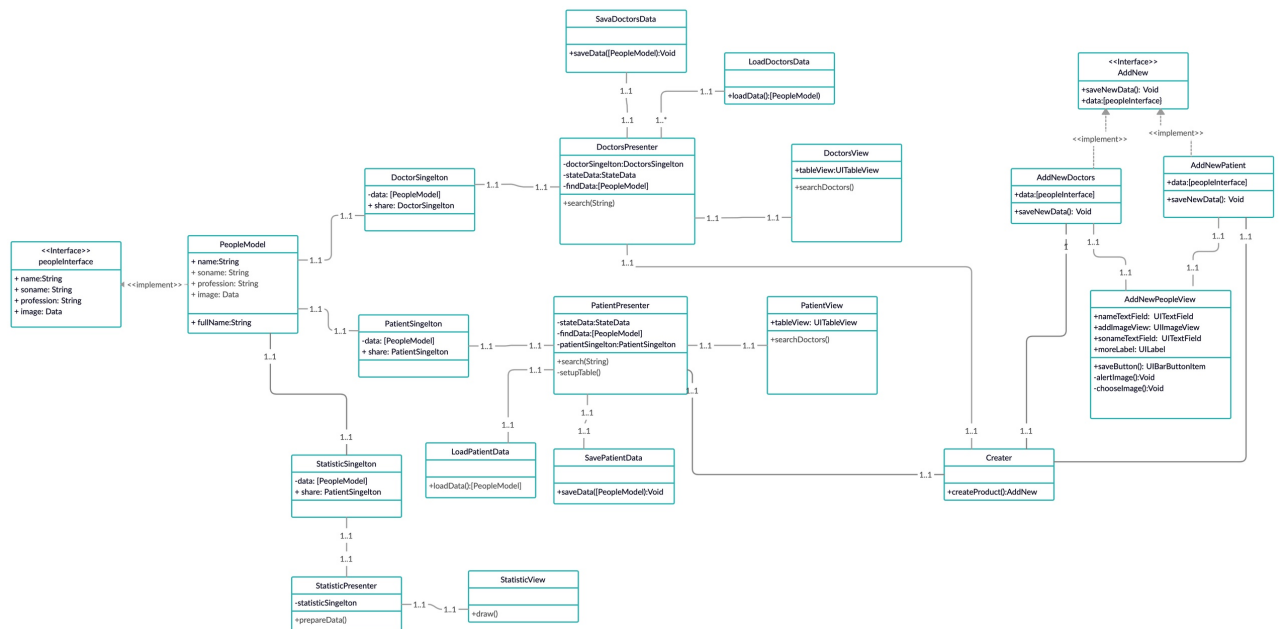 SavaDoctorsData
+saveData([PeopleModel):Void
LoadDoctorsData
+loadData():[PeopleModel)
<<Interface>>
AddNew
+saveNewData(): Void
+data:[peopleInterface]
1..1
1..1
1..1
1..*
<<implement>>
<<implement>>
DoctorsPresenter
-doctorSingelton:DoctorsSingelton
-stateData:StateData
-findData:[PeopleModel]
+search(String)
DoctorsView
+tableView:UITableView
+searchDoctors()
AddNewDoctors
+data:[peopleInterface]
+saveNewData(): Void
AddNewPatient
+data:[peopleInterface]
+saveNewData(): Void
DoctorSingelton
-data: [PeopleModel]
+ share: DoctorSingelton
1..1
1..1
1..1
1..1
1..1
1..1
1..1
1
1..1
1..1
1..1
1..1
1..1
<<Interface>>
peopleInterface
+ name:String
+ soname: String
+ profession: String
+ image: Data
<<implement>>
PeopleModel
+ name:String
+ soname: String
+ profession: String
+ image: Data
+ fullName:String
1..1
1..1
1..1
1..1
AddNewPeopleView
+nameTextField: UITextField
+addImageView: UIImageView
+sonameTextField: UITextField
+moreLabel: UILabel
+saveButton(): UIBarButtonItem
-alertImage():Void
-chooseImage():Void
PatientSingelton
-data: [PeopleModel]
+ share: PatientSingelton
PatientPresenter
-stateData:StateData
-findData:[PeopleModel]
-patientSingelton:PatientSingelton
+search(String)
-setupTable()
PatientView
+tableView: UITableView
+searchDoctors()
1..1
1..1
1..1
1..1
1..1
1..1
1..1
1..1
1..1
1..1
1..1
1..1
1..1
1..1
LoadPatientData
+loadData():[PeopleModel]
SavePatientData
+saveData([PeopleModel):Void
Creater
+createProduct():AddNew
StatisticSingelton
-data: [PeopleModel]
+ share: PatientSingelton
1..1
1..1
StatisticPresenter
-statisticSingelton
+prepareData()
1..1
1..1
StatisticView
+draw()